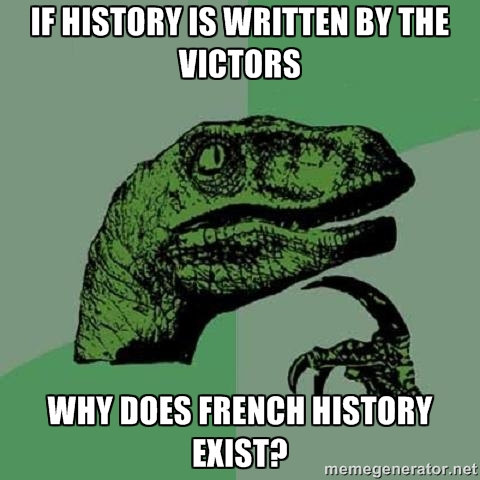 IF HISTORY IS WRITTEN BY THE
VICTORS
WHY DOES FRENCH HISTORY
EXIST?
memegenerator.net